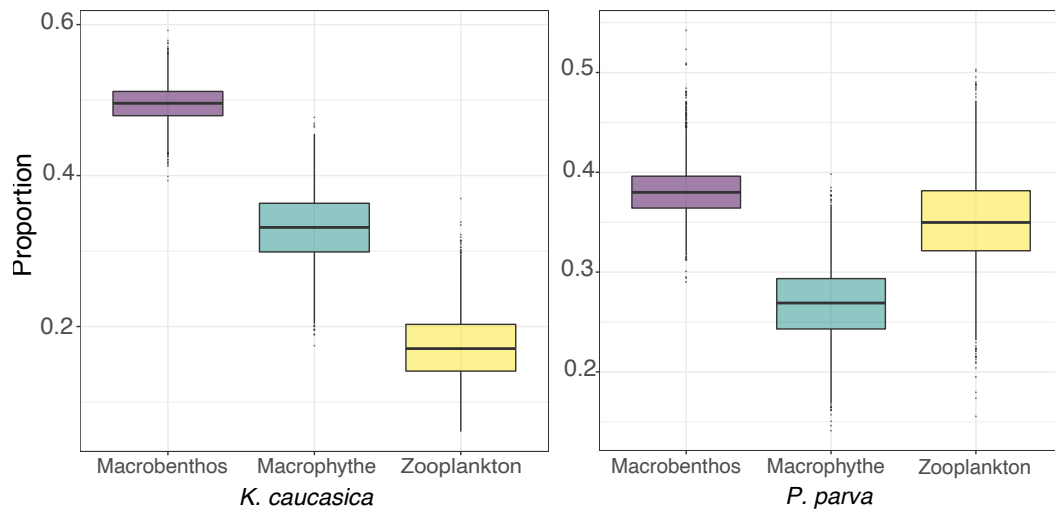 Proportion
0.6
0.4
0.2
Macrobenthos Macrophythe Zooplankton
K. caucasica
0.5
0.4
0.3
0.2
Macrobenthos Macrophythe Zooplankton
P. parva